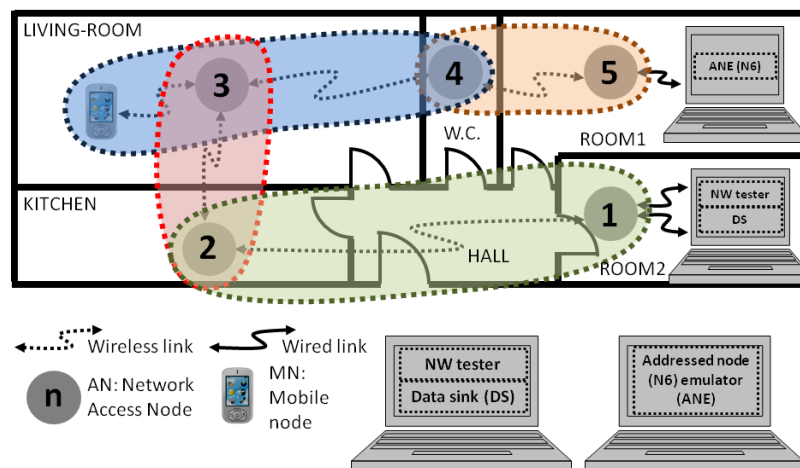 LIVING-ROOM
3
4
5
ANE (N6)
W.C.
ROOM1
KITCHEN
NW tester
DS
1
2
HALL
ROOM2
Wireless link
Wired link
NW tester
Data sink (DS)
Addressed node
(N6) emulator
(ANE)
n
AN: Network
Access Node
MN:
Mobile
node